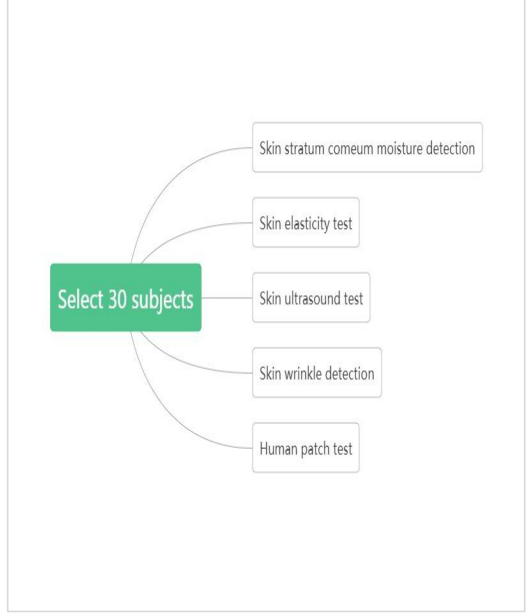 Skin stratum comeum moisture detection
Skin elasticity test
Select 30 subjects
Skin ultrasound test
Skin wrinkle detection
Human patch test